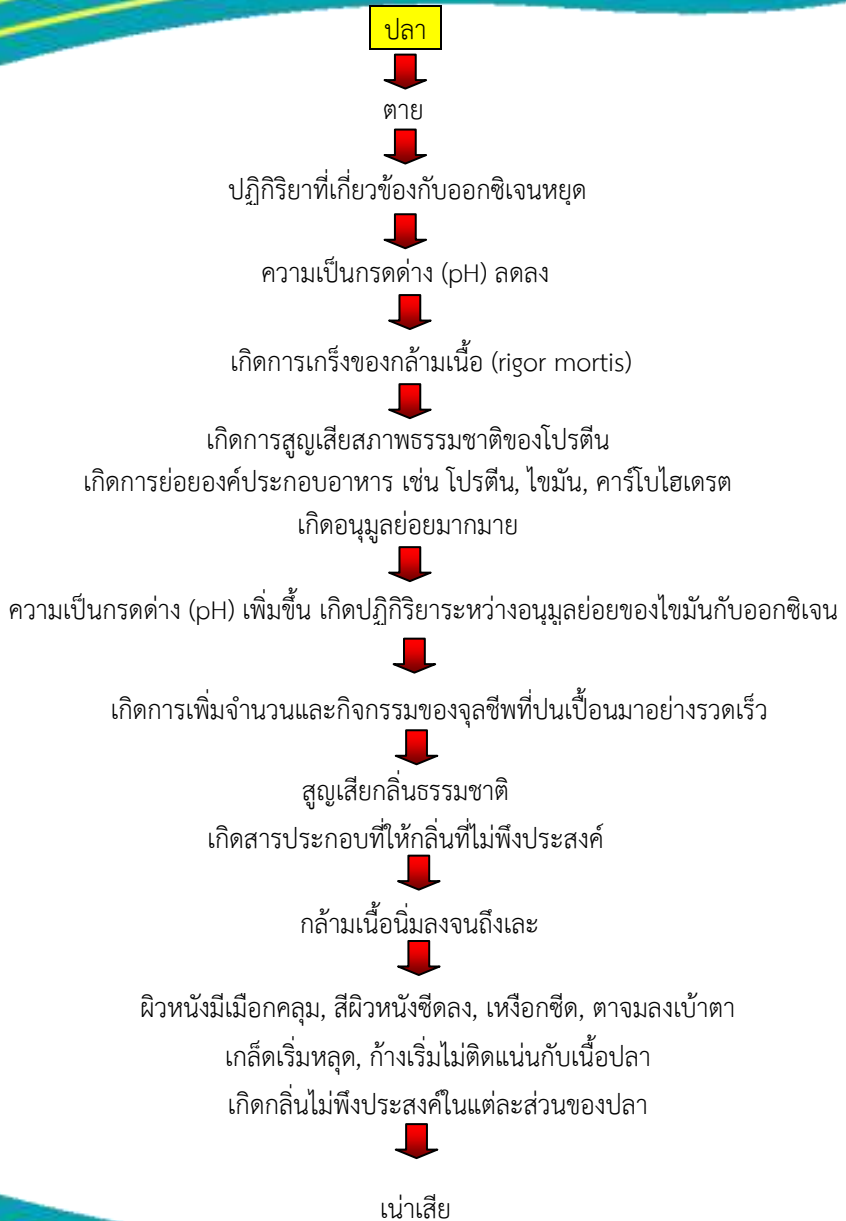 ปลา
ตาย
ปฏิกิริยาที่เกี่ยวข้องกับออกซิเจนหยุด
ความเป็นกรดด่าง (pH) ลดลง
เกิดการเกร็งของกล้ามเนื้อ (rigor mortis)
เกิดการสูญเสียสภาพธรรมชาติของโปรตีน
เกิดการย่อยองค์ประกอบอาหาร เช่น โปรตีน, ไขมัน, คาร์โบไฮเดรต
เกิดอนุมูลย่อยมากมาย
ความเป็นกรดด่าง (pH) เพิ่มขึ้น เกิดปฏิกิริยาระหว่างอนุมูลย่อยของไขมันกับออกซิเจน
เกิดการเพิ่มจำนวนและกิจกรรมของจุลชีพที่ปนเปื้อนมาอย่างรวดเร็ว
สูญเสียกลิ่นธรรมชาติ
เกิดสารประกอบที่ให้กลิ่นที่ไม่พึงประสงค์
กล้ามเนื้อนิ่มลงจนถึงเละ
ผิวหนังมีเมือกคลุม, สีผิวหนังซีดลง, เหงือกซีด, ตาจมลงเบ้าตา
เกล็ดเริ่มหลุด, ก้างเริ่มไม่ติดแน่นกับเนื้อปลา
เกิดกลิ่นไม่พึงประสงค์ในแต่ละส่วนของปลา
เน่าเสีย